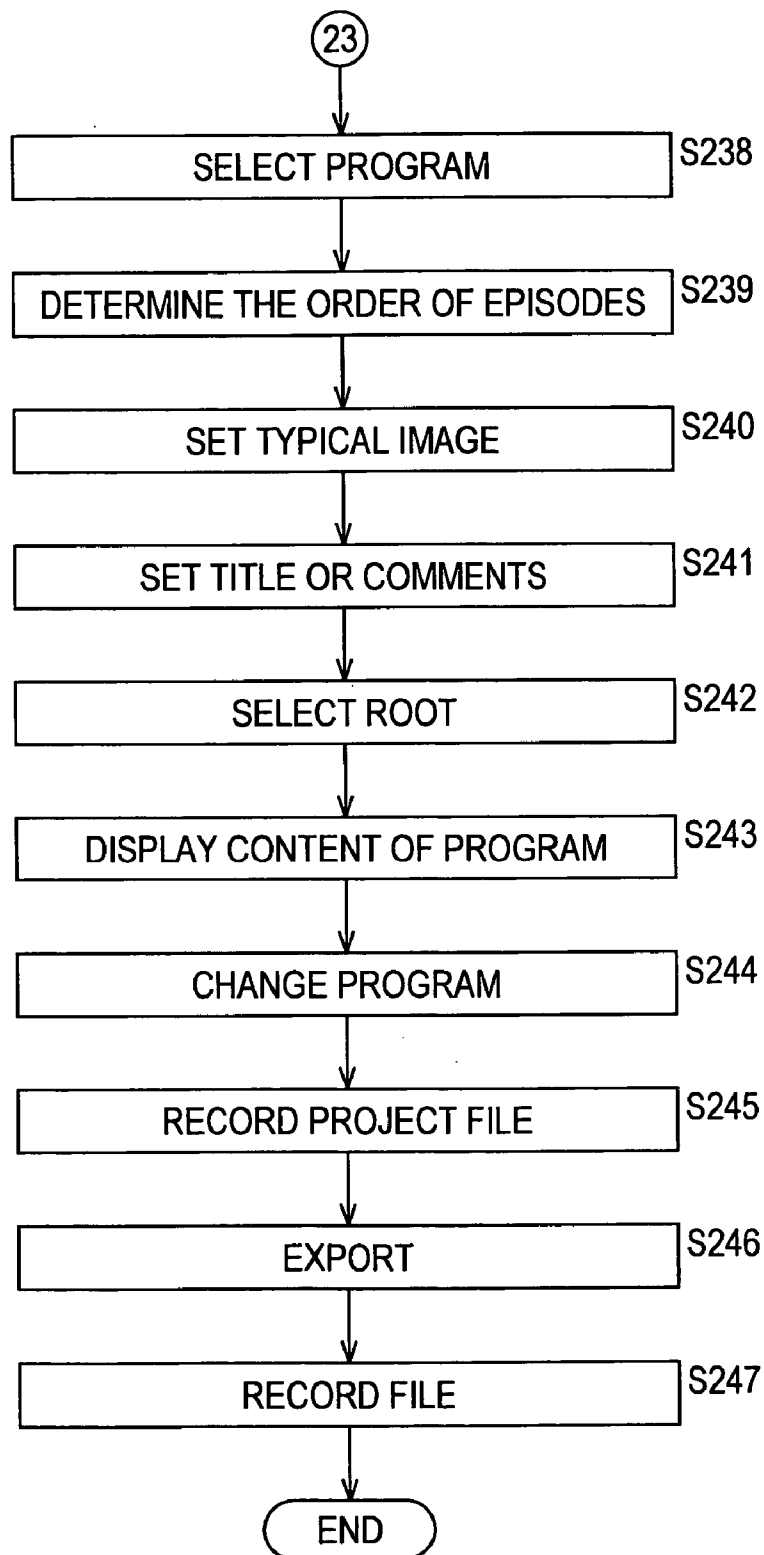 23
SELECT PROGRAM S238
DETERMINE THE ORDER OF EPISODES S239
SET TYPICAL IMAGE S240
SET TITLE OR COMMENTS S241
SELECT ROOT S242
DISPLAY CONTENT OF PROGRAM S243
CHANGE PROGRAM S244
RECORD PROJECT FILE S245
EXPORT S246
RECORD FILE S247
END